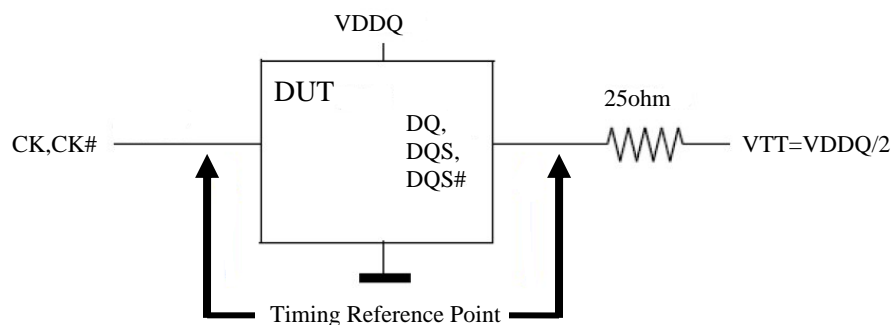 VDDQ
DUT
25ohm
CK,CK#
DQ,
DQS,
DQS#
VTT=VDDQ/2
Timing Reference Point